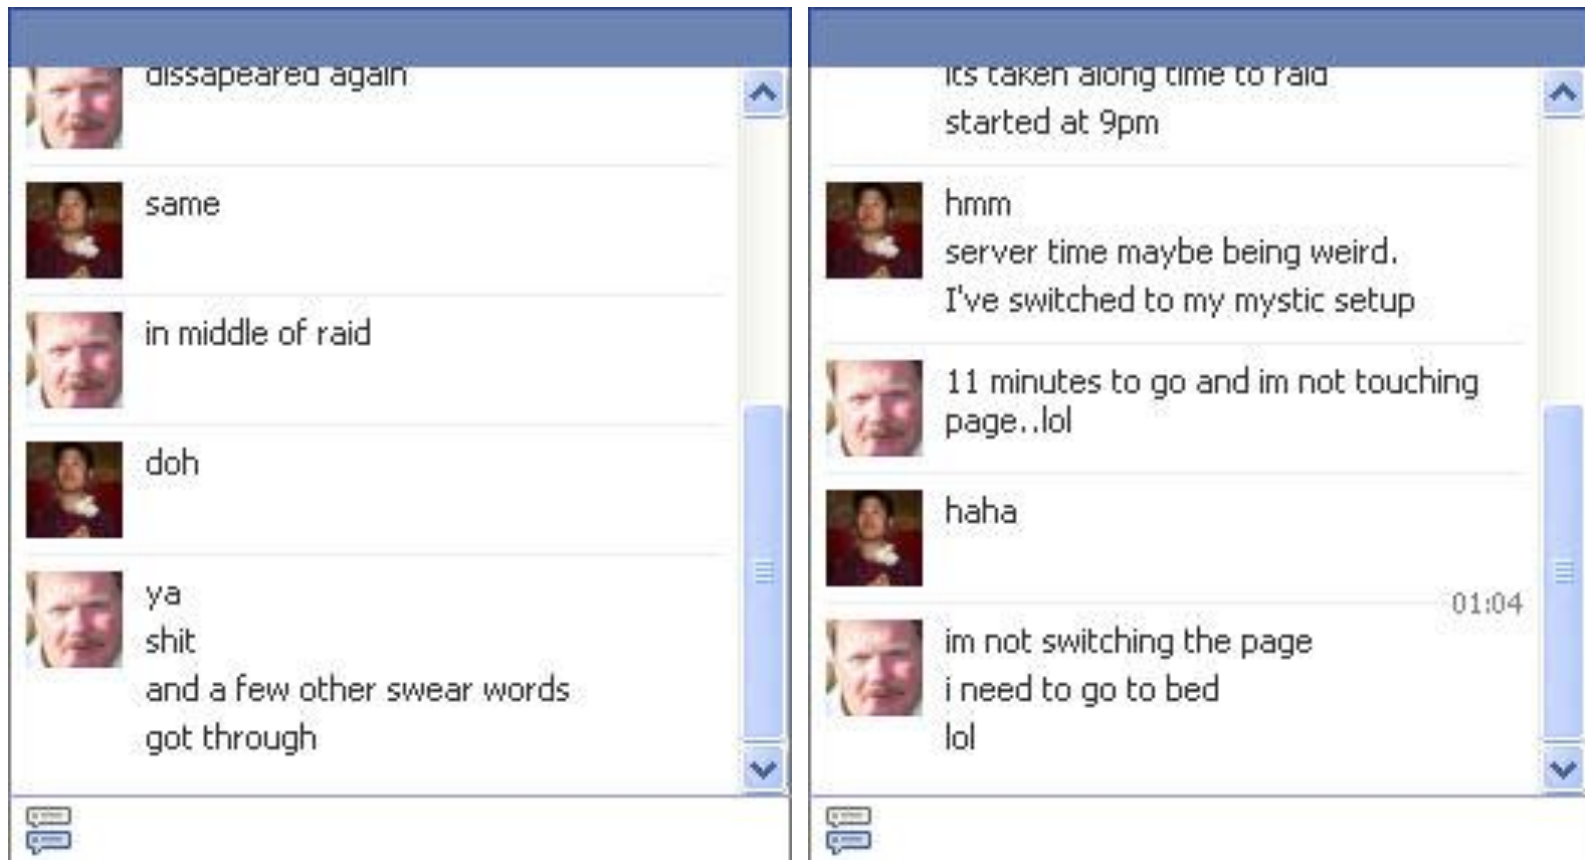 dissapeared again
same
in middle of raid
doh
ya
shit
and a few other swear words
got through
its taken along time to raid
started at 9pm
hmm
server time maybe being weird.
I've switched to my mystic setup
11 minutes to go and im not touching
page..lol
haha
01:04
im not switching the page
i need to go to bed
lol